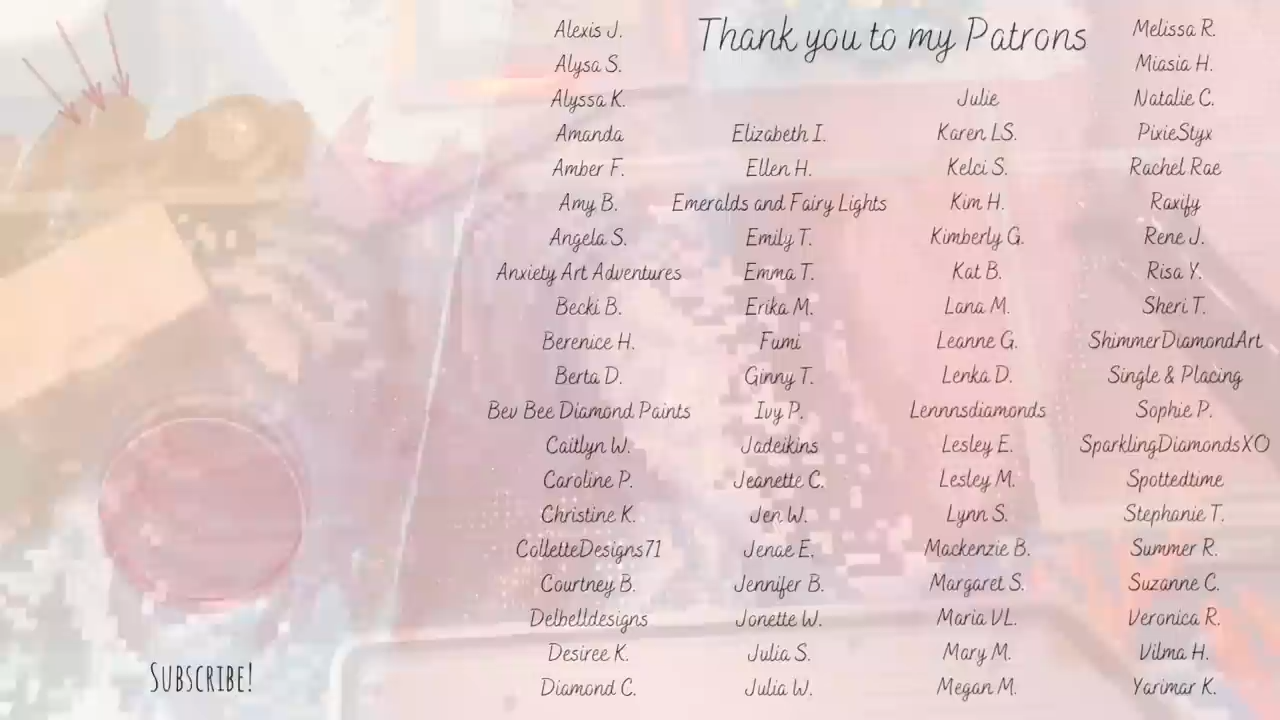 Thank you to my Patrons
Alexis J.
Alysa S.
Alyssa K.
Amanda
Amber F.
Amy B.
Angela S.
Anxiety Art Adventures
Becki B.
Berenice H.
Berta D.
Bev Bee Diamond Paints
Caitlyn W.
Caroline P.
Christine K.
ColletteDesigns71
Courtney B.
Delbelldesigns
Desiree K.
Diamond C.
Elizabeth I.
Ellen H.
Emeralds and Fairy Lights
Emily T.
Emma T.
Erika M.
Fumi
Ginny T.
Ivy P.
Jadeikins
Jeanette C.
Jen W.
Jenae E.
Jennifer B.
Jonette W.
Julia S.
Julia W.
Julie
Karen LS.
Kelci S.
Kim H.
Kimberly G.
Kat B.
Lana M.
Leanne G.
Lenka D.
Lennnsdiamonds
Lesley E.
Lesley M.
Lynn S.
Mackenzie B.
Margaret S.
Maria VL.
Mary M.
Megan M.
Melissa R.
Miasia H.
Natalie C.
PixieStyx
Rachel Rae
Raxify
Rene J.
Risa Y.
Sheri T.
ShimmerDiamondArt
Single & Placing
Sophie P.
SparklingDiamondsXO
Spottedtime
Stephanie T.
Summer R.
Suzanne C.
Veronica R.
Vilma H.
Yarimar K.
Subscribe!